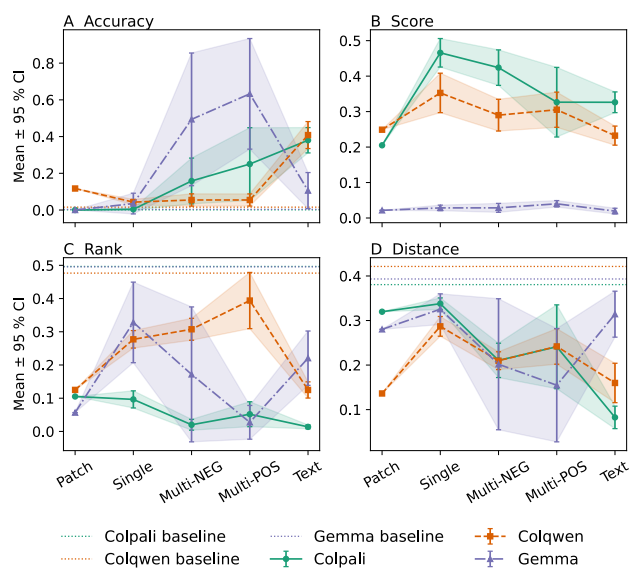 A Accuracy
B Score
Mean ± 95 % CI
0.8
0.6
0.4
0.2
0.0
0.5
0.4
0.3
0.2
0.1
0.0
C Rank
D Distance
Mean ± 95 % CI
0.5
0.4
0.3
0.2
0.1
0.0
0.4
0.3
0.2
0.1
Patch Single Multi-NEG Multi-POS Text
Patch Single Multi-NEG Multi-POS Text
Colpali baseline Gemma baseline Colqwen
Colqwen baseline Colpali Gemma